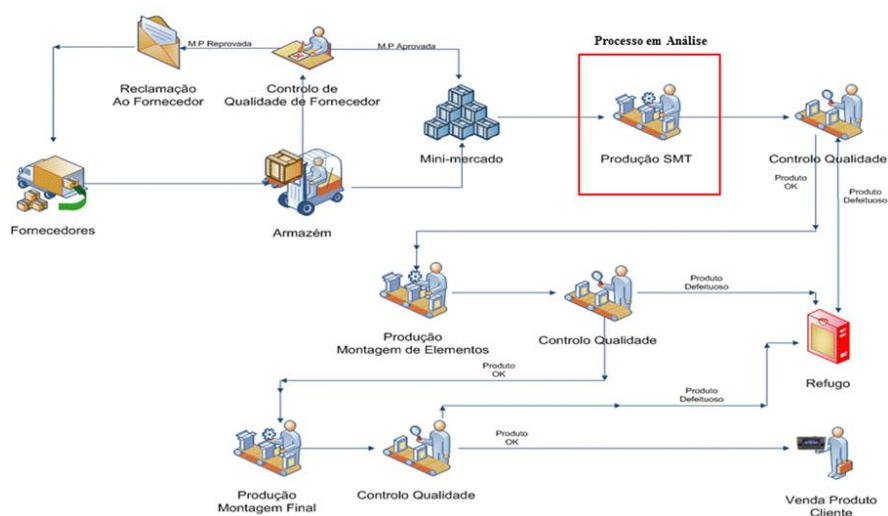 Processo em Análise
M.P Reprovada
M.P Aprovada
Reclamação
Ao Fornecedor
Controlo de
Qualidade de Fornecedor
Mini-mercado
Produção SMT
Controlo Qualidade
Fornecedores
Armazém
Produto
OK
Produto
Defeituoso
Produção
Montagem de Elementos
Controlo Qualidade
Produto
Defeituoso
Refugo
Produto
OK
Produto
Defeituoso
Produção
Montagem Final
Controlo Qualidade
Produto
OK
Venda Produto
Cliente